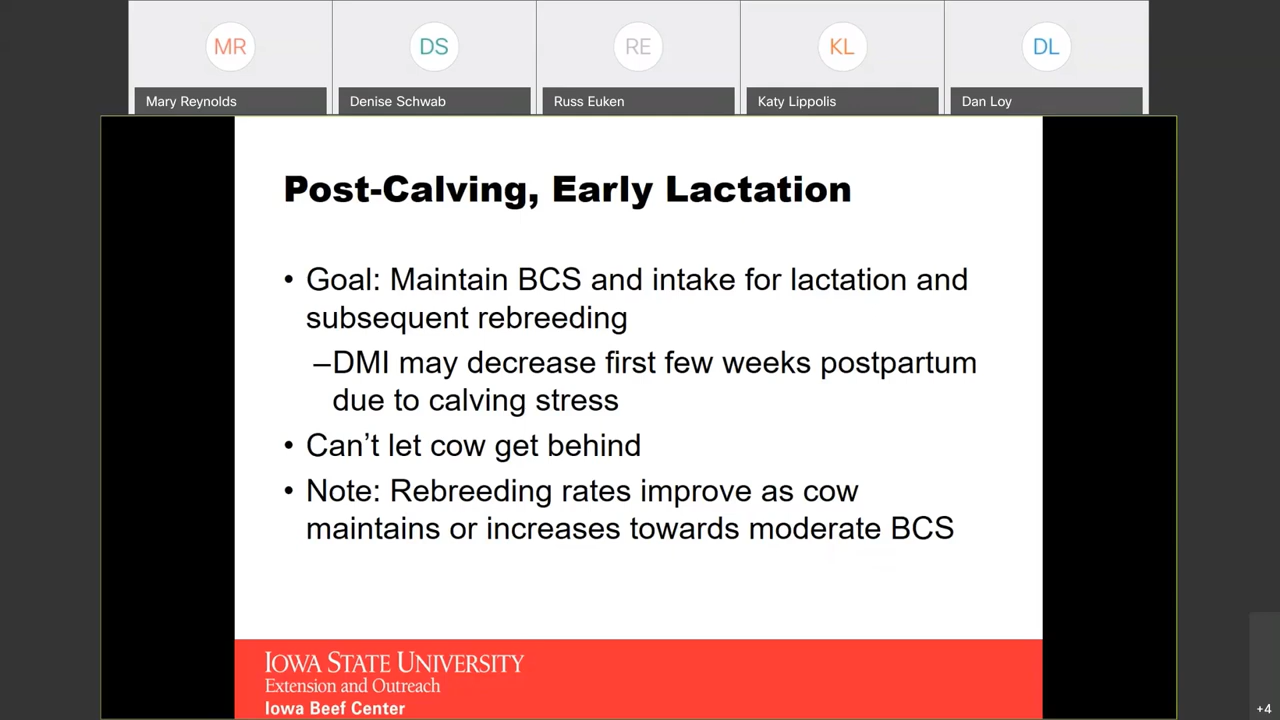 MR
DS
RE
KL
DL
Mary Reynolds
Denise Schwab
Russ Euken
Katy Lippolis
Dan Loy
Post-Calving, Early Lactation
• Goal: Maintain BCS and intake for lactation and
subsequent rebreeding
–DMI may decrease first few weeks postpartum
due to calving stress
• Can't let cow get behind
• Note: Rebreeding rates improve as cow
maintains or increases towards moderate BCS
IOWA STATE UNIVERSITY
Extension and Outreach
Iowa Beef Center
+4